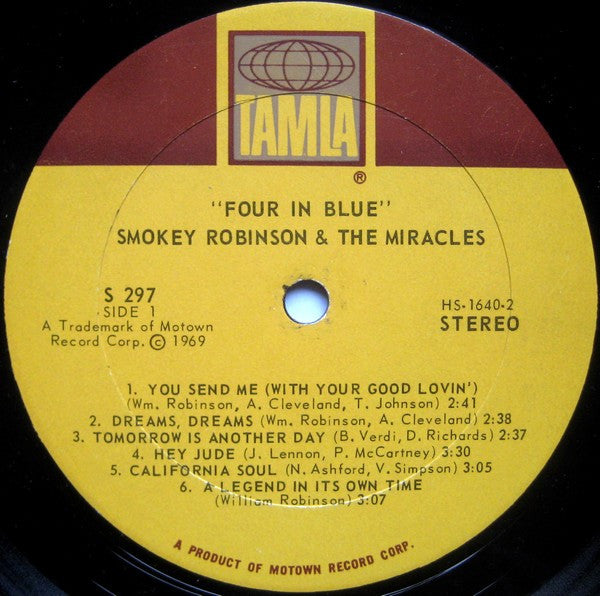 TAMLA
®
"FOUR IN BLUE"
SMOKEY ROBINSON & THE MIRACLES
S 297
SIDE 1
A Trademark of Motown
Record Corp. © 1969
HS-1640-2
STEREO
1. YOU SEND ME (WITH YOUR GOOD LOVIN')
(Wm. Robinson, A. Cleveland, T. Johnson) 2:41
2. DREAMS, DREAMS (Wm. Robinson, A. Cleveland) 2:38
3. TOMORROW IS ANOTHER DAY (B. Verdi, D. Richards) 2:37
4. HEY JUDE (J. Lennon, P. McCartney) 3:30
5. CALIFORNIA SOUL (N. Ashford, V. Simpson) 3:05
6. A LEGEND IN ITS OWN TIME
(William Robinson) 3:07
A PRODUCT OF MOTOWN RECORD CORP.